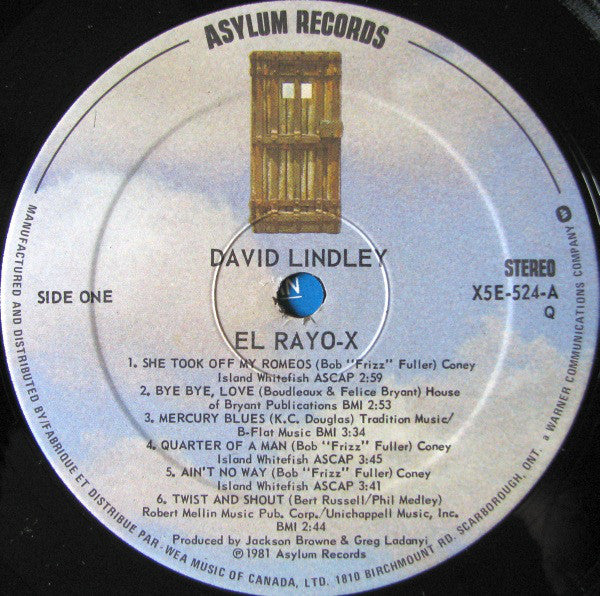 ASYLUM RECORDS
DAVID LINDLEY
SIDE ONE
STEREO
X5E-524-A
Q
EL RAYO-X
1. SHE TOOK OFF MY ROMEOS (Bob "Frizz" Fuller) Coney
Island Whitefish ASCAP 2:59
2. BYE BYE, LOVE (Boudleaux & Felice Bryant) House
of Bryant Publications BMI 2:53
3. MERCURY BLUES (K.C. Douglas) Tradition Music/
B-Flat Music BMI 3:34
4. QUARTER OF A MAN (Bob "Frizz" Fuller) Coney
Island Whitefish ASCAP 3:45
5. AIN'T NO WAY (Bob "Frizz" Fuller) Coney
Island Whitefish ASCAP 3:41
6. TWIST AND SHOUT (Bert Russell/Phil Medley)
Robert Mellin Music Pub. Corp./Unichappell Music, Inc.
BMI 2:44
Produced by Jackson Browne & Greg Ladanyi
℗1981 Asylum Records
MANUFACTURED AND DISTRIBUTED BY/FABRIQUE ET DISTRIBUE PAR-WEA MUSIC OF CANADA, LTD. 1810 BIRCHMOUNT RD. SCARBOROUGH, ONT. a WARNER COMMUNICATIONS COMPANY